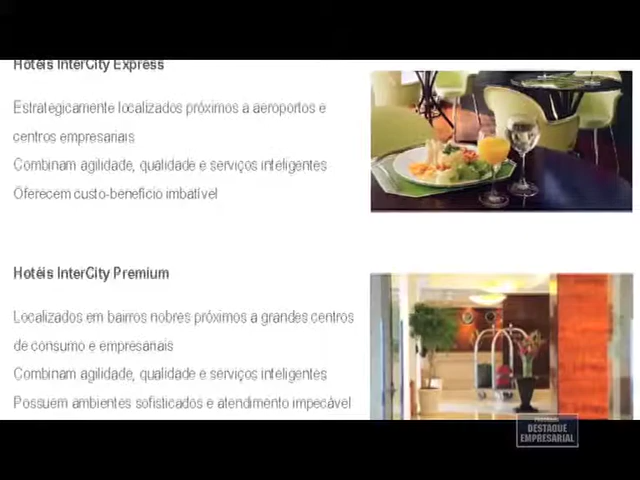 Hotéis InterCity Express
Estrategicamente localizados próximos a aeroportos e
centros empresariais
Combinam agilidade, qualidade e serviços inteligentes
Oferecem custo-benefício imbatível
Hotéis InterCity Premium
Localizados em bairros nobres próximos a grandes centros
de consumo e empresariais
Combinam agilidade, qualidade e serviços inteligentes
Possuem ambientes sofisticados e atendimento impecável
DESTAQUE
EMPRESARIAL